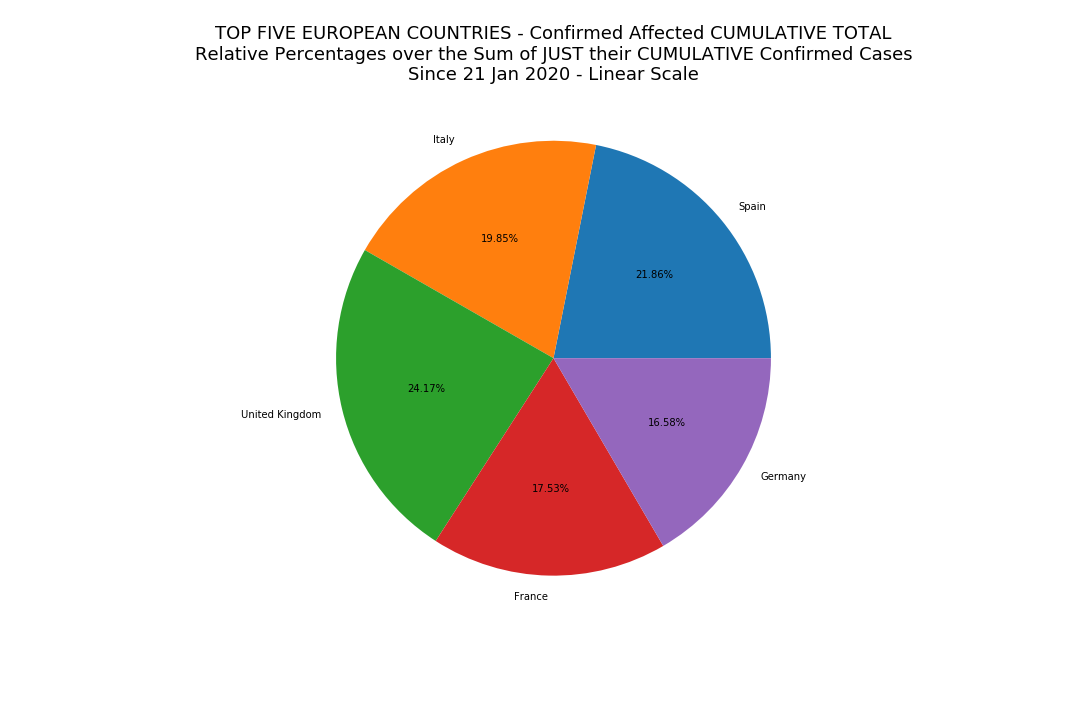 TOP FIVE EUROPEAN COUNTRIES - Confirmed Affected CUMULATIVE TOTAL
Relative Percentages over the Sum of JUST their CUMULATIVE Confirmed Cases
Since 21 Jan 2020 - Linear Scale
Italy
Spain
19.85%
21.86%
24.17%
United Kingdom
16.58%
Germany
17.53%
France